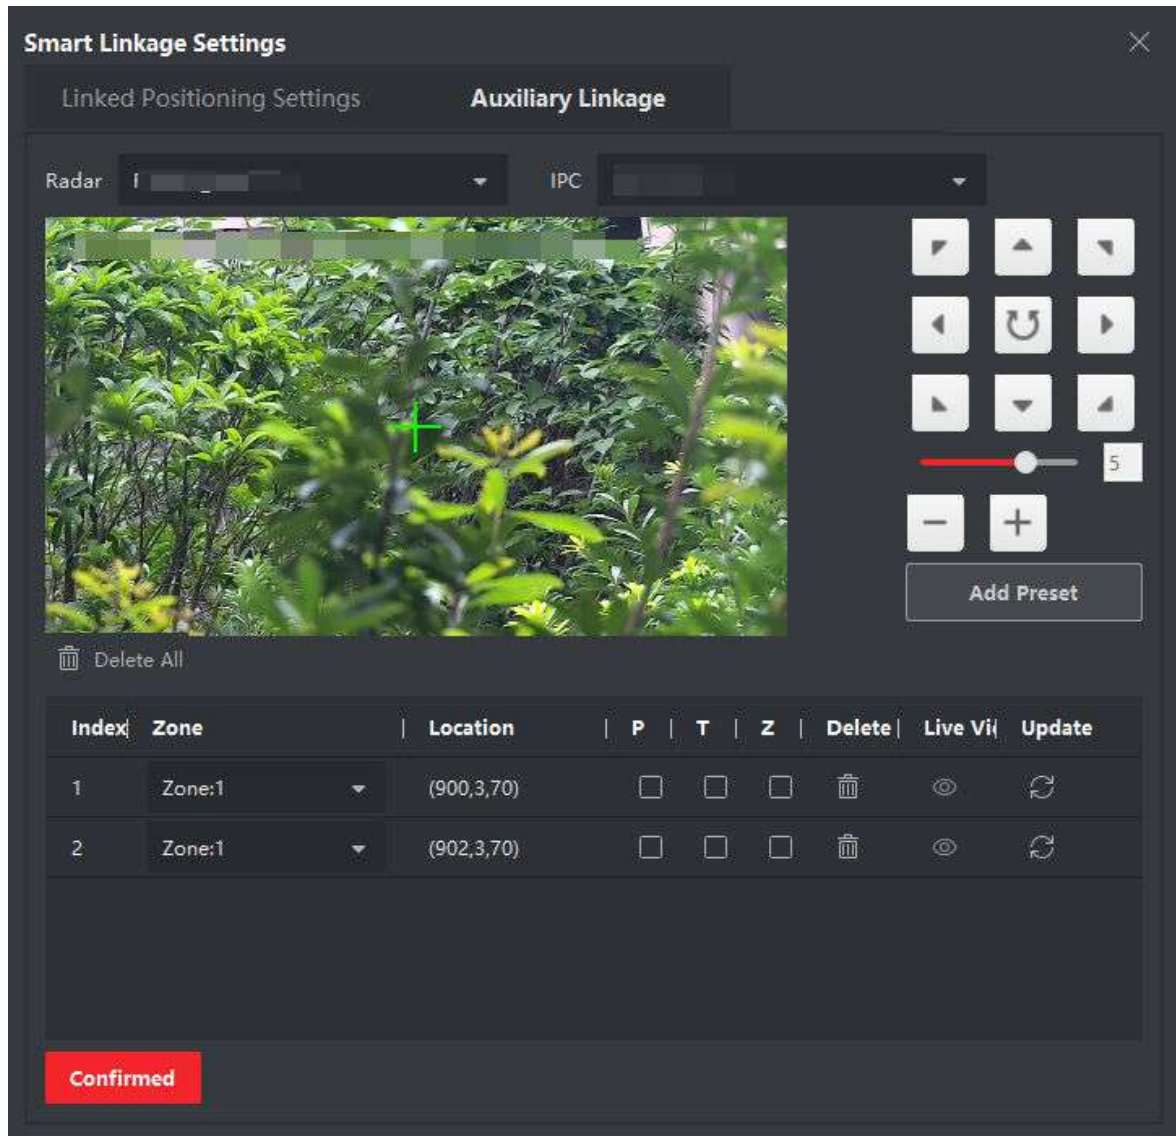 Smart Linkage Settings
Linked Positioning Settings Auxiliary Linkage
Radar IPC
5
Add Preset
Delete All
Index Zone Location P T Z Delete Live Vi Update
1 Zone:1 (900,3,70)
2 Zone:1 (902,3,70)
Confirmed